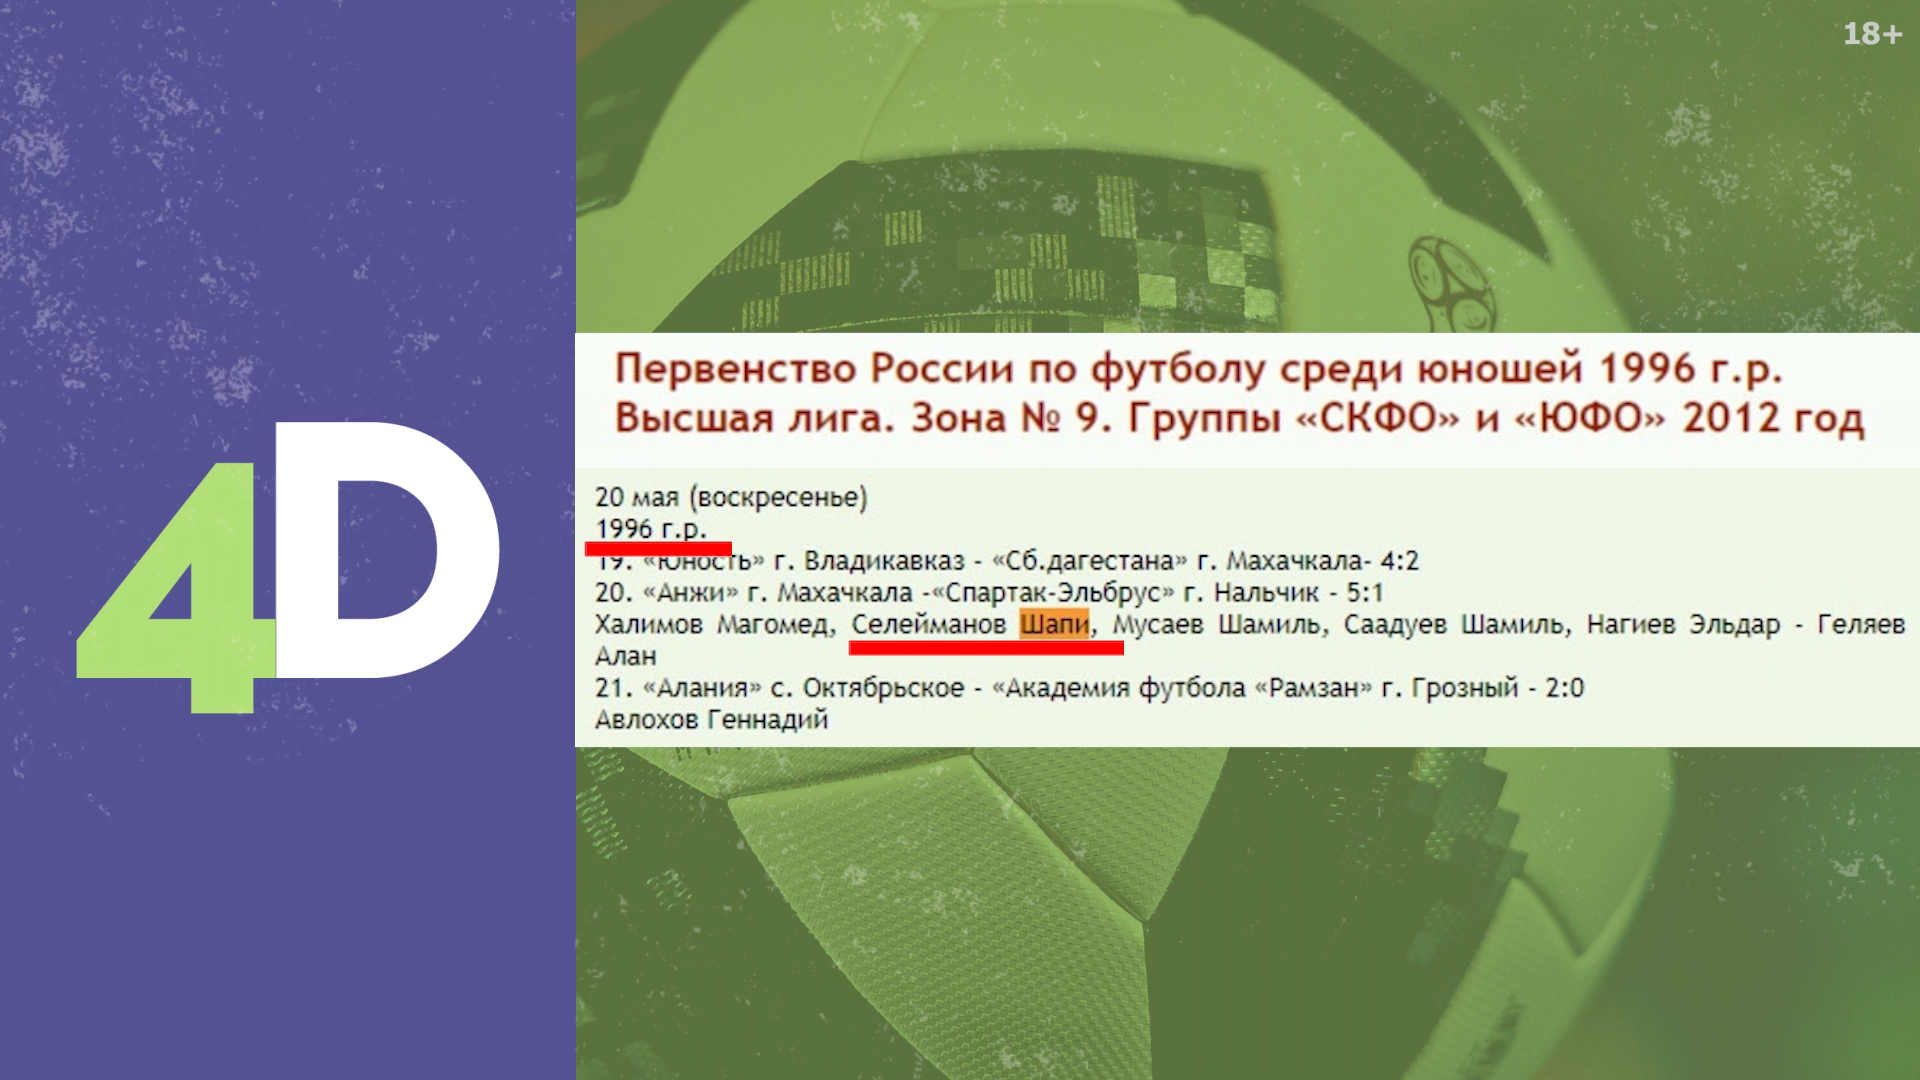 18+
4D
Первенство России по футболу среди юношей 1996 г.р.
Высшая лига. Зона № 9. Группы «СКФО» и «ЮФО» 2012 год
20 мая (воскресенье)
1996 г.р.
19. «Юность» г. Владикавказ - «Сб.дагестана» г. Махачкала- 4:2
20. «Анжи» г. Махачкала -«Спартак-Эльбрус» г. Нальчик - 5:1
Халимов Магомед, Селейманов Шапи, Мусаев Шамиль, Саадуев Шамиль, Нагиев Эльдар - Геляев
Алан
21. «Алания» с. Октябрьское - «Академия футбола «Рамзан» г. Грозный - 2:0
Авлохов Геннадий